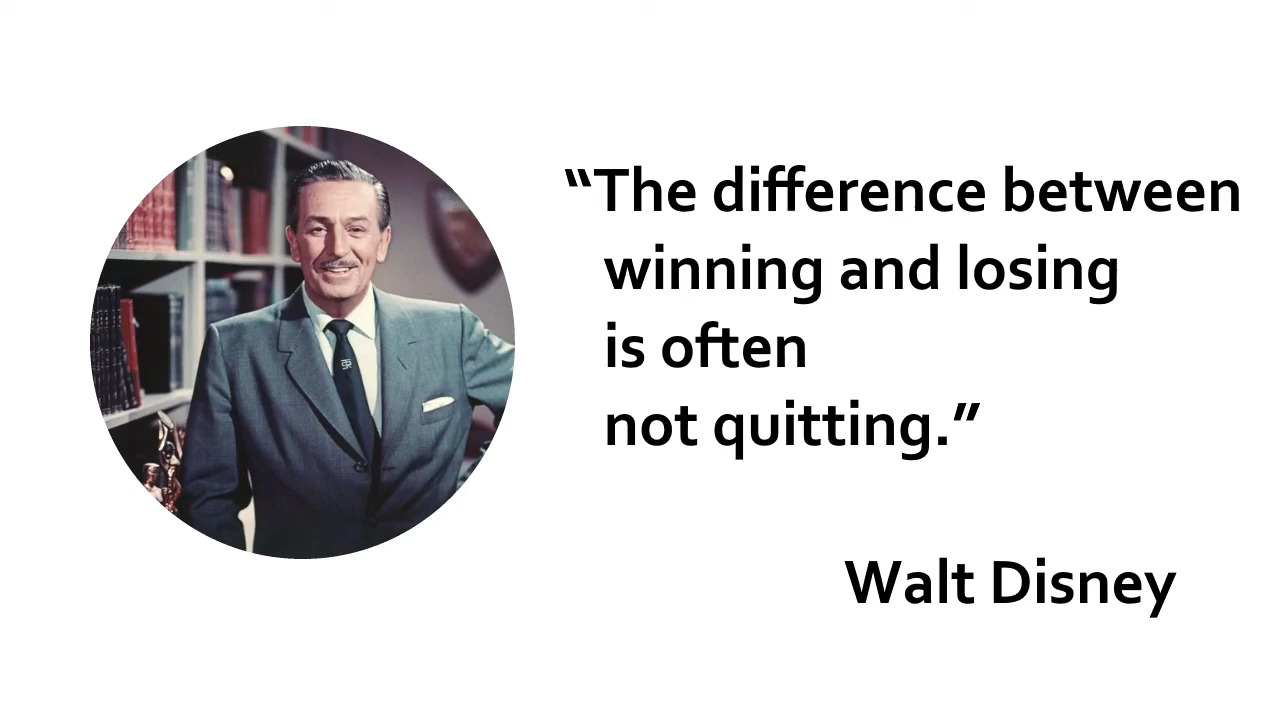 “The difference between
winning and losing
is often
not quitting.”
Walt Disney